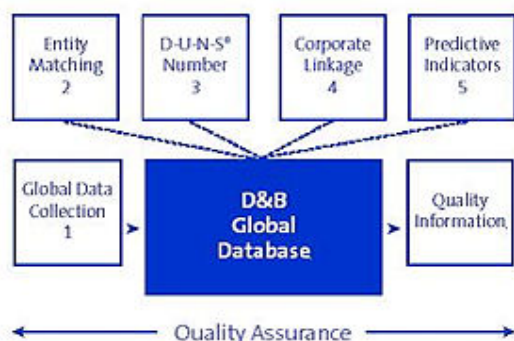 Entity
Matching
2
D-U-N-S®
Number
3
Corporate
Linkage
4
Predictive
Indicators
5
Global Data
Collection
1
D&B
Global
Database
Quality
Information
Quality Assurance